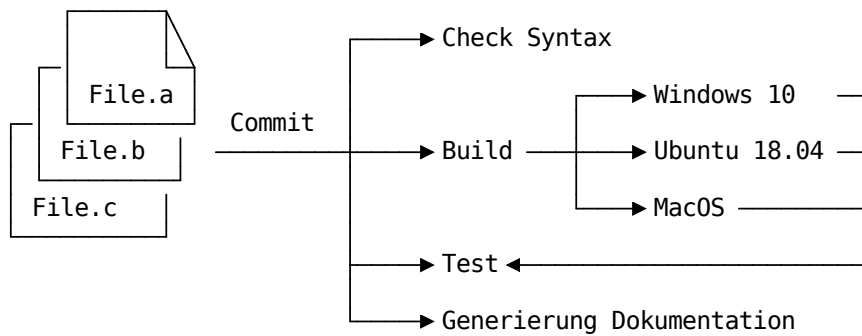 File.a
File.b
File.c
Commit
Check Syntax
Build
Windows 10
Ubuntu 18.04
MacOS
Test
Generierung Dokumentation